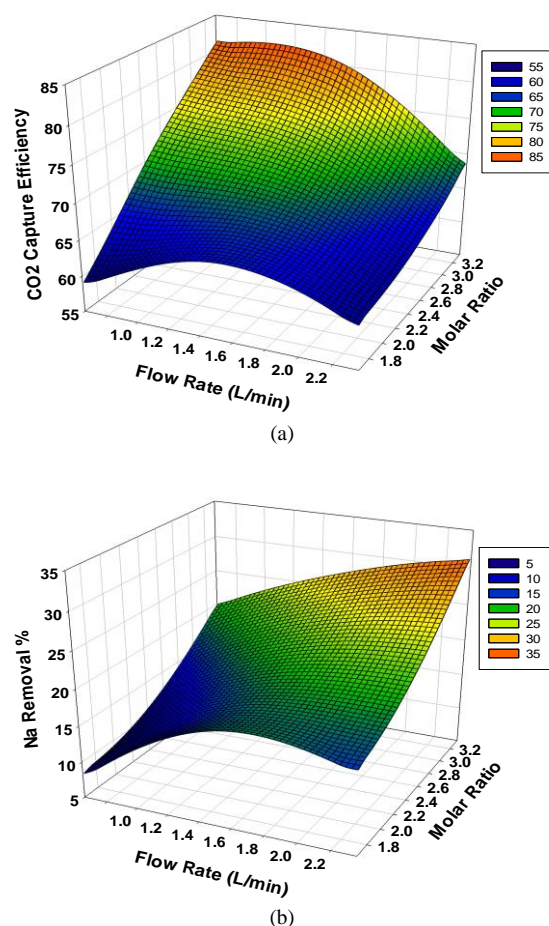 85
80
75
70
65
60
55
CO2 Capture Efficiency
1.0 1.2 1.4 1.6 1.8 2.0 2.2
Flow Rate (L/min)
1.8 2.0 2.2 2.4 2.6 2.8 3.0 3.2
Molar Ratio
55
60
65
70
75
80
85
(a)
35
30
25
20
15
10
5
Na Removal %
1.0 1.2 1.4 1.6 1.8 2.0 2.2
Flow Rate (L/min)
1.8 2.0 2.2 2.4 2.6 2.8 3.0 3.2
Molar Ratio
5
10
15
20
25
30
35
(b)